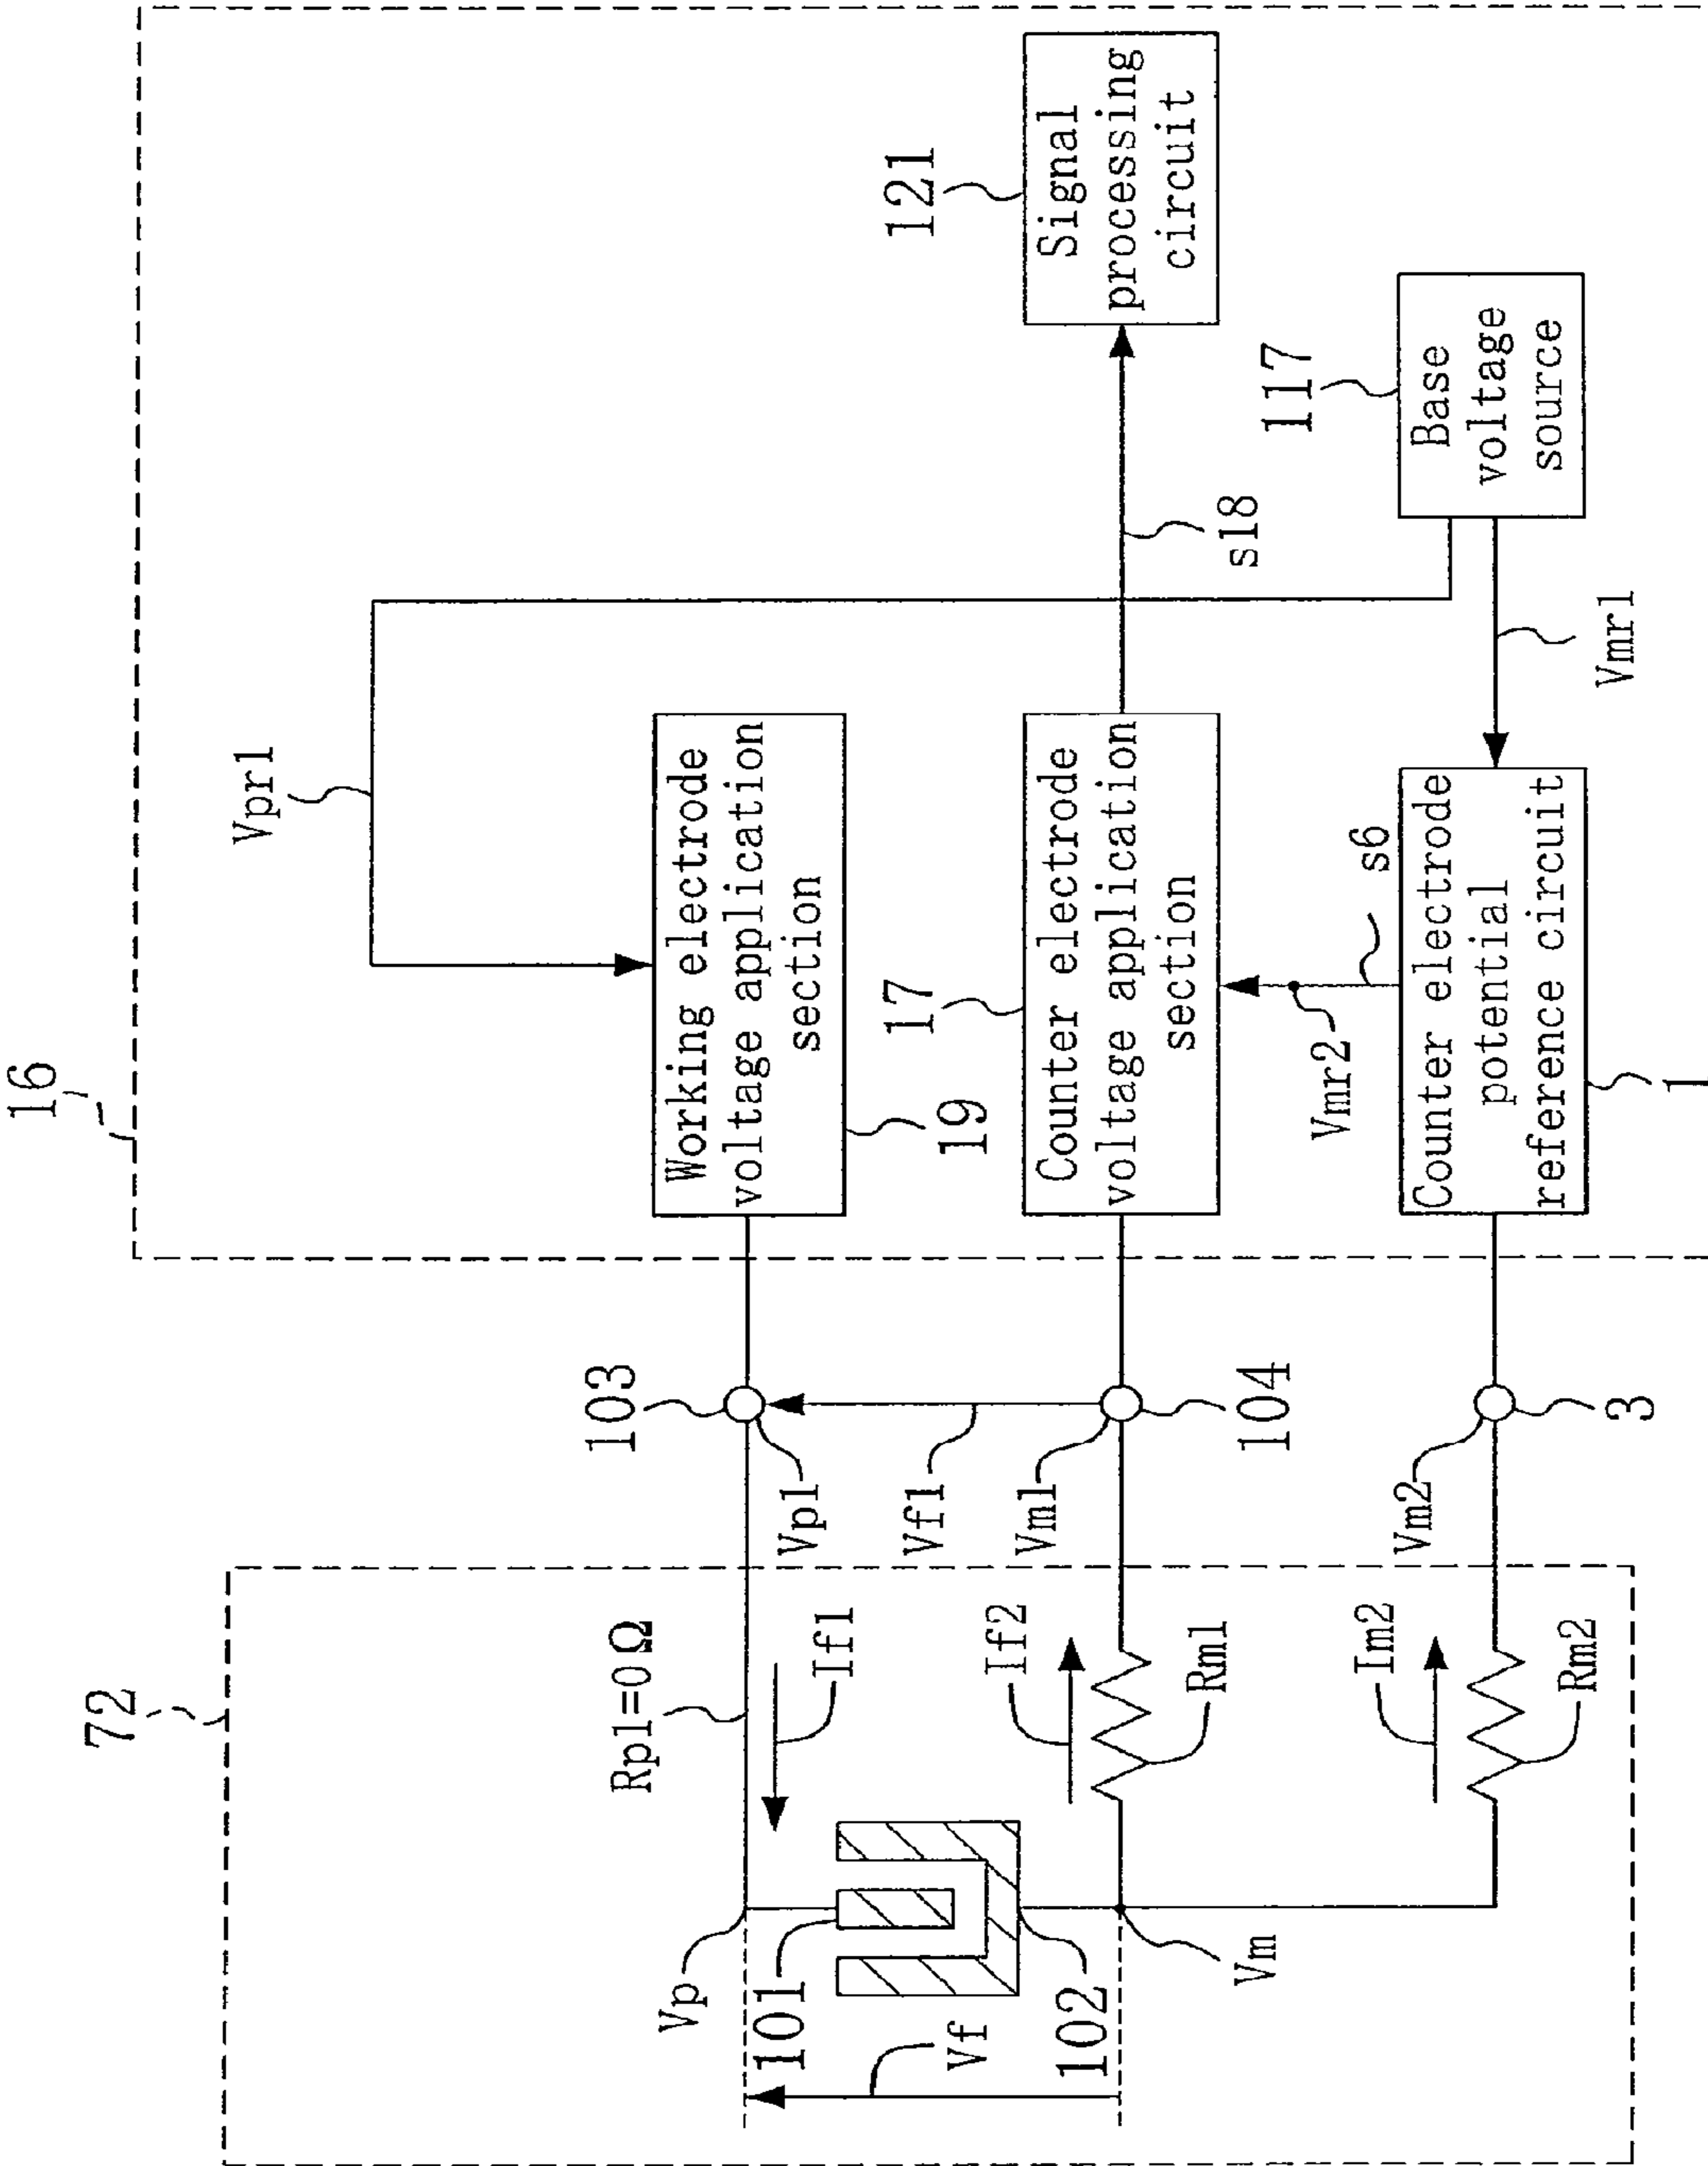 72
16
Vpr1
Rp1=0Ω
Vp
If1
101
Vf
102
Vm
103
Vp1
Vf1
Vm1
104
If2
Rm1
Im2
Rm2
Vm2
3
Working electrode
voltage application
section
19
17
Counter electrode
voltage application
section
Vmr2
s6
Counter electrode
potential
reference circuit
1
s18
Vmr1
121
Signal
processing
circuit
117
Base
voltage
source